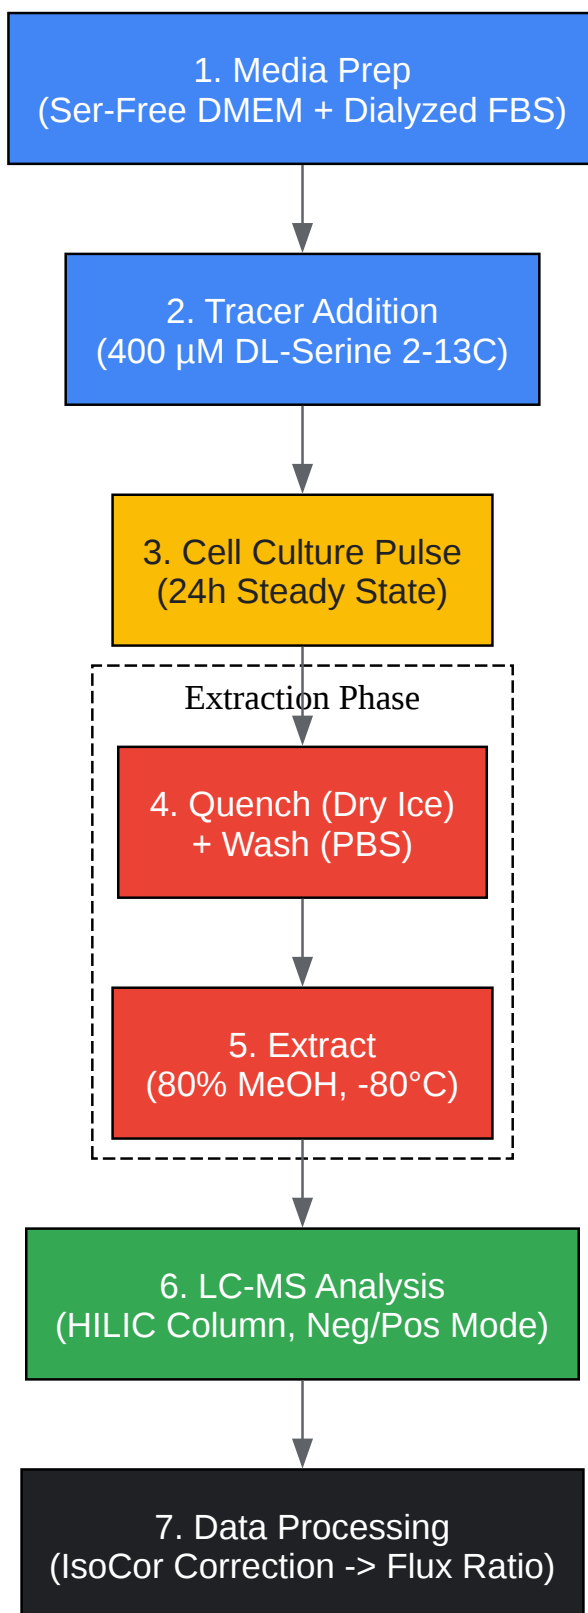 1. Media Prep
(Ser-Free DMEM + Dialyzed FBS)
2. Tracer Addition
(400 µM DL-Serine 2-13C)
3. Cell Culture Pulse
(24h Steady State)
Extraction Phase
4. Quench (Dry Ice)
+ Wash (PBS)
5. Extract
(80% MeOH, -80°C)
6. LC-MS Analysis
(HILIC Column, Neg/Pos Mode)
7. Data Processing
(IsoCor Correction -> Flux Ratio)